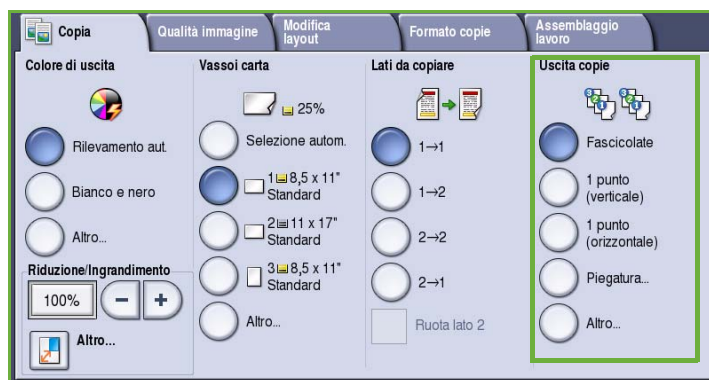 Copia
Qualità immagine
Modifica
layout
Formato copie
Assemblaggio
lavoro
Colore di uscita
Rilevamento aut.
Bianco e nero
Altro...
Riduzione/Ingrandimento
100%
−
+
Altro...
Vassoi carta
25%
Selezione autom.
1 8,5 x 11"
Standard
2 11 x 17"
Standard
3 8,5 x 11"
Standard
Altro...
Lati da copiare
1→1
1→2
2→2
2→1
Ruota lato 2
Uscita copie
Fascicolate
1 punto
(verticale)
1 punto
(orizzontale)
Piegatura...
Altro...